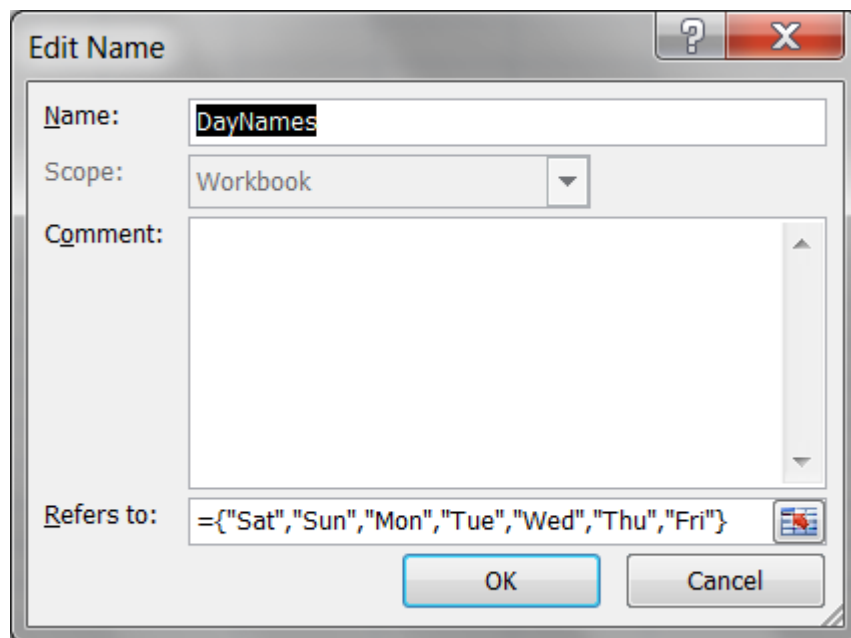 Edit Name
Name: DayNames
Scope: Workbook
Comment:
Refers to: ={"Sat","Sun","Mon","Tue","Wed","Thu","Fri"}
OK Cancel